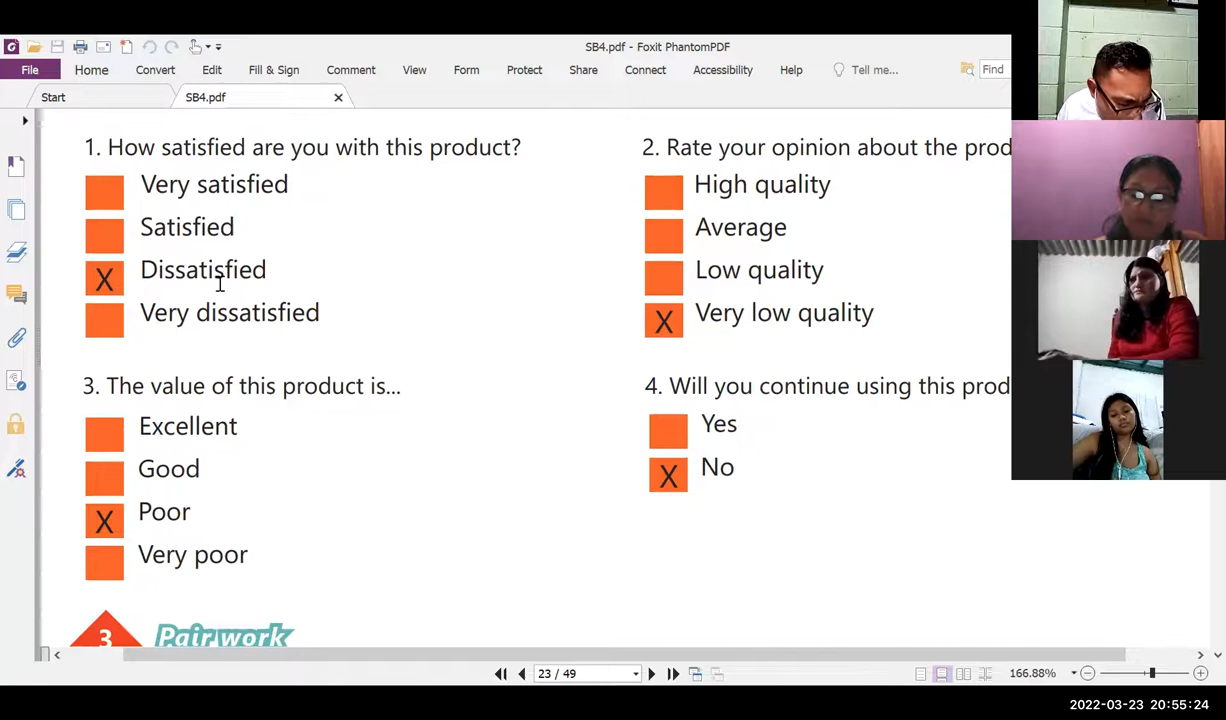 SB4.pdf - Foxit PhantomPDF
File Home Convert Edit Fill & Sign Comment View Form Protect Share Connect Accessibility Help Tell me... Find
Start SB4.pdf
1. How satisfied are you with this product?
Very satisfied
Satisfied
X Dissatisfied
Very dissatisfied
2. Rate your opinion about the prod
High quality
Average
Low quality
X Very low quality
3. The value of this product is...
Excellent
Good
X Poor
Very poor
4. Will you continue using this prod
Yes
X No
3 Pair work
23 / 49 166.88%
2022-03-23 20:55:24